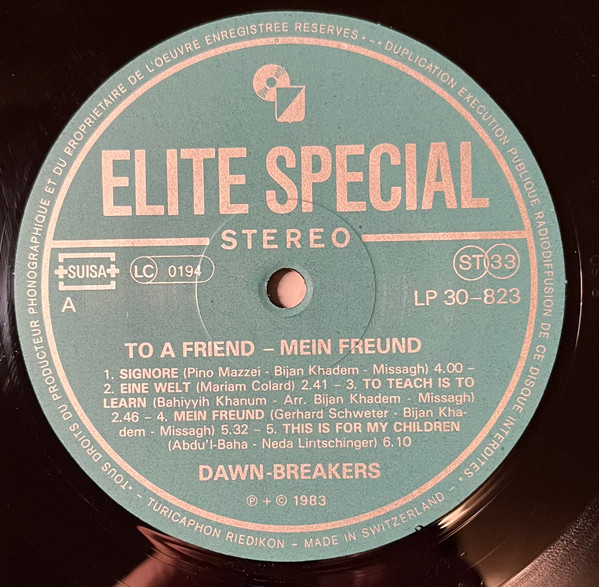 TOUS DROITS DU PRODUCTEUR PHONOGRAPHIQUE ET DU PROPRIETAIRE DE L'OEUVRE ENREGISTREE RESERVES * - * DUPLICATION EXECUTION PUBLIQUE RADIODIFFUSION DE CE DISQUE INTERDITES *
ELITE SPECIAL
STEREO
SUISA
LC 0194
ST 33
A
LP 30-823
TO A FRIEND – MEIN FREUND
1. SIGNORE (Pino Mazzei - Bijan Khadem - Missagh) 4.00 –
2. EINE WELT (Mariam Colard) 2.41 – 3. TO TEACH IS TO
LEARN (Bahiyyih Khanum - Arr. Bijan Khadem - Missagh)
2.46 – 4. MEIN FREUND (Gerhard Schweter - Bijan Kha-
dem - Missagh) 5.32 – 5. THIS IS FOR MY CHILDREN
(Abdu'l-Baha - Neda Lintschinger) 6.10
DAWN-BREAKERS
℗ + © 1983
TURICAPHON RIEDIKON – MADE IN SWITZERLAND